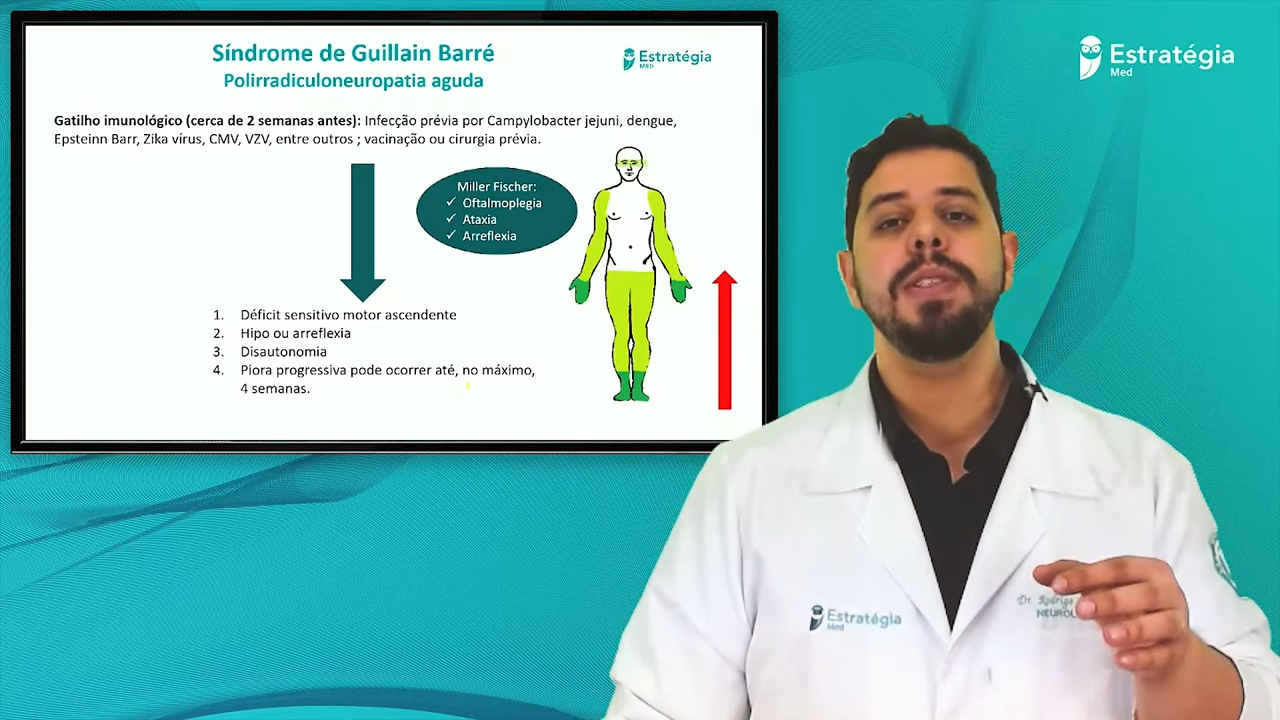 Síndrome de Guillain Barré
Polirradiculoneuropatia aguda
Estratégia
MED
Gatilho imunológico (cerca de 2 semanas antes): Infecção prévia por Campylobacter jejuni, dengue,
Epsteinn Barr, Zika vírus, CMV, VZV, entre outros ; vacinação ou cirurgia prévia.
Miller Fischer:
✓ Oftalmoplegia
✓ Ataxia
✓ Arreflexia
1. Déficit sensitivo motor ascendente
2. Hipo ou arreflexia
3. Disautonomia
4. Piora progressiva pode ocorrer até, no máximo,
4 semanas.
Estratégia
Med
Estratégia
Med
Dr. Rodrigo